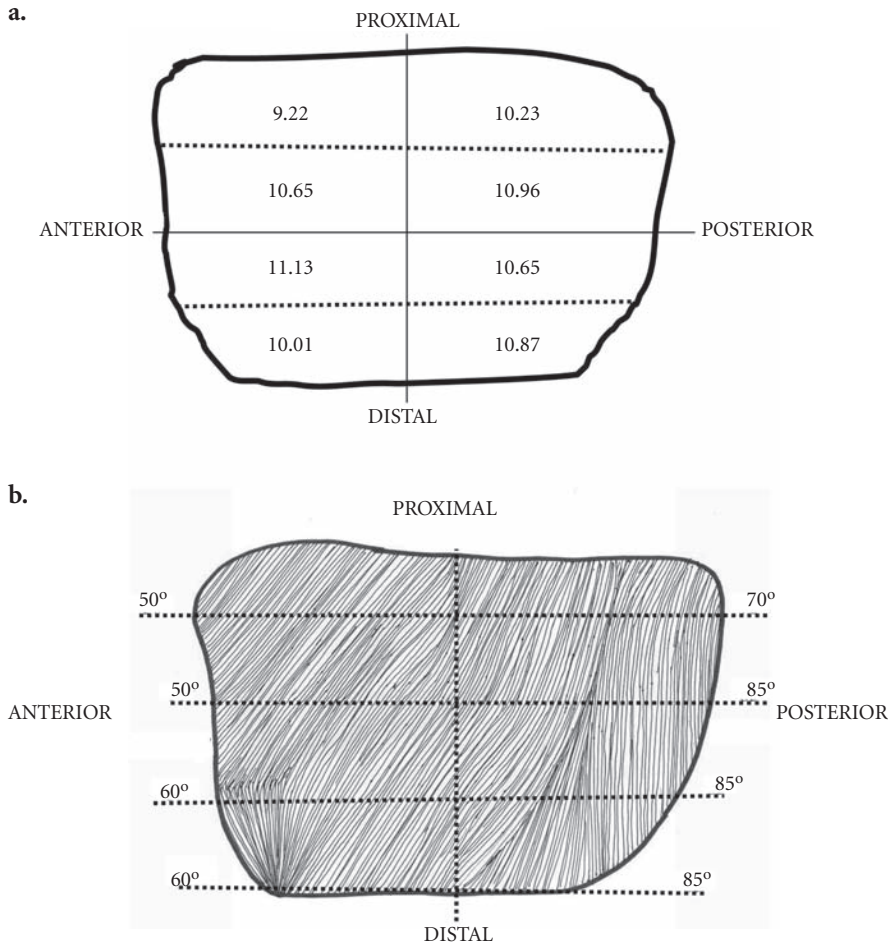 a.
PROXIMAL
9.22 10.23
10.65 10.96
ANTERIOR POSTERIOR
11.13 10.65
10.01 10.87
DISTAL
b.
PROXIMAL
50º 70º
50º 85º
ANTERIOR POSTERIOR
60º 85º
60º 85º
DISTAL